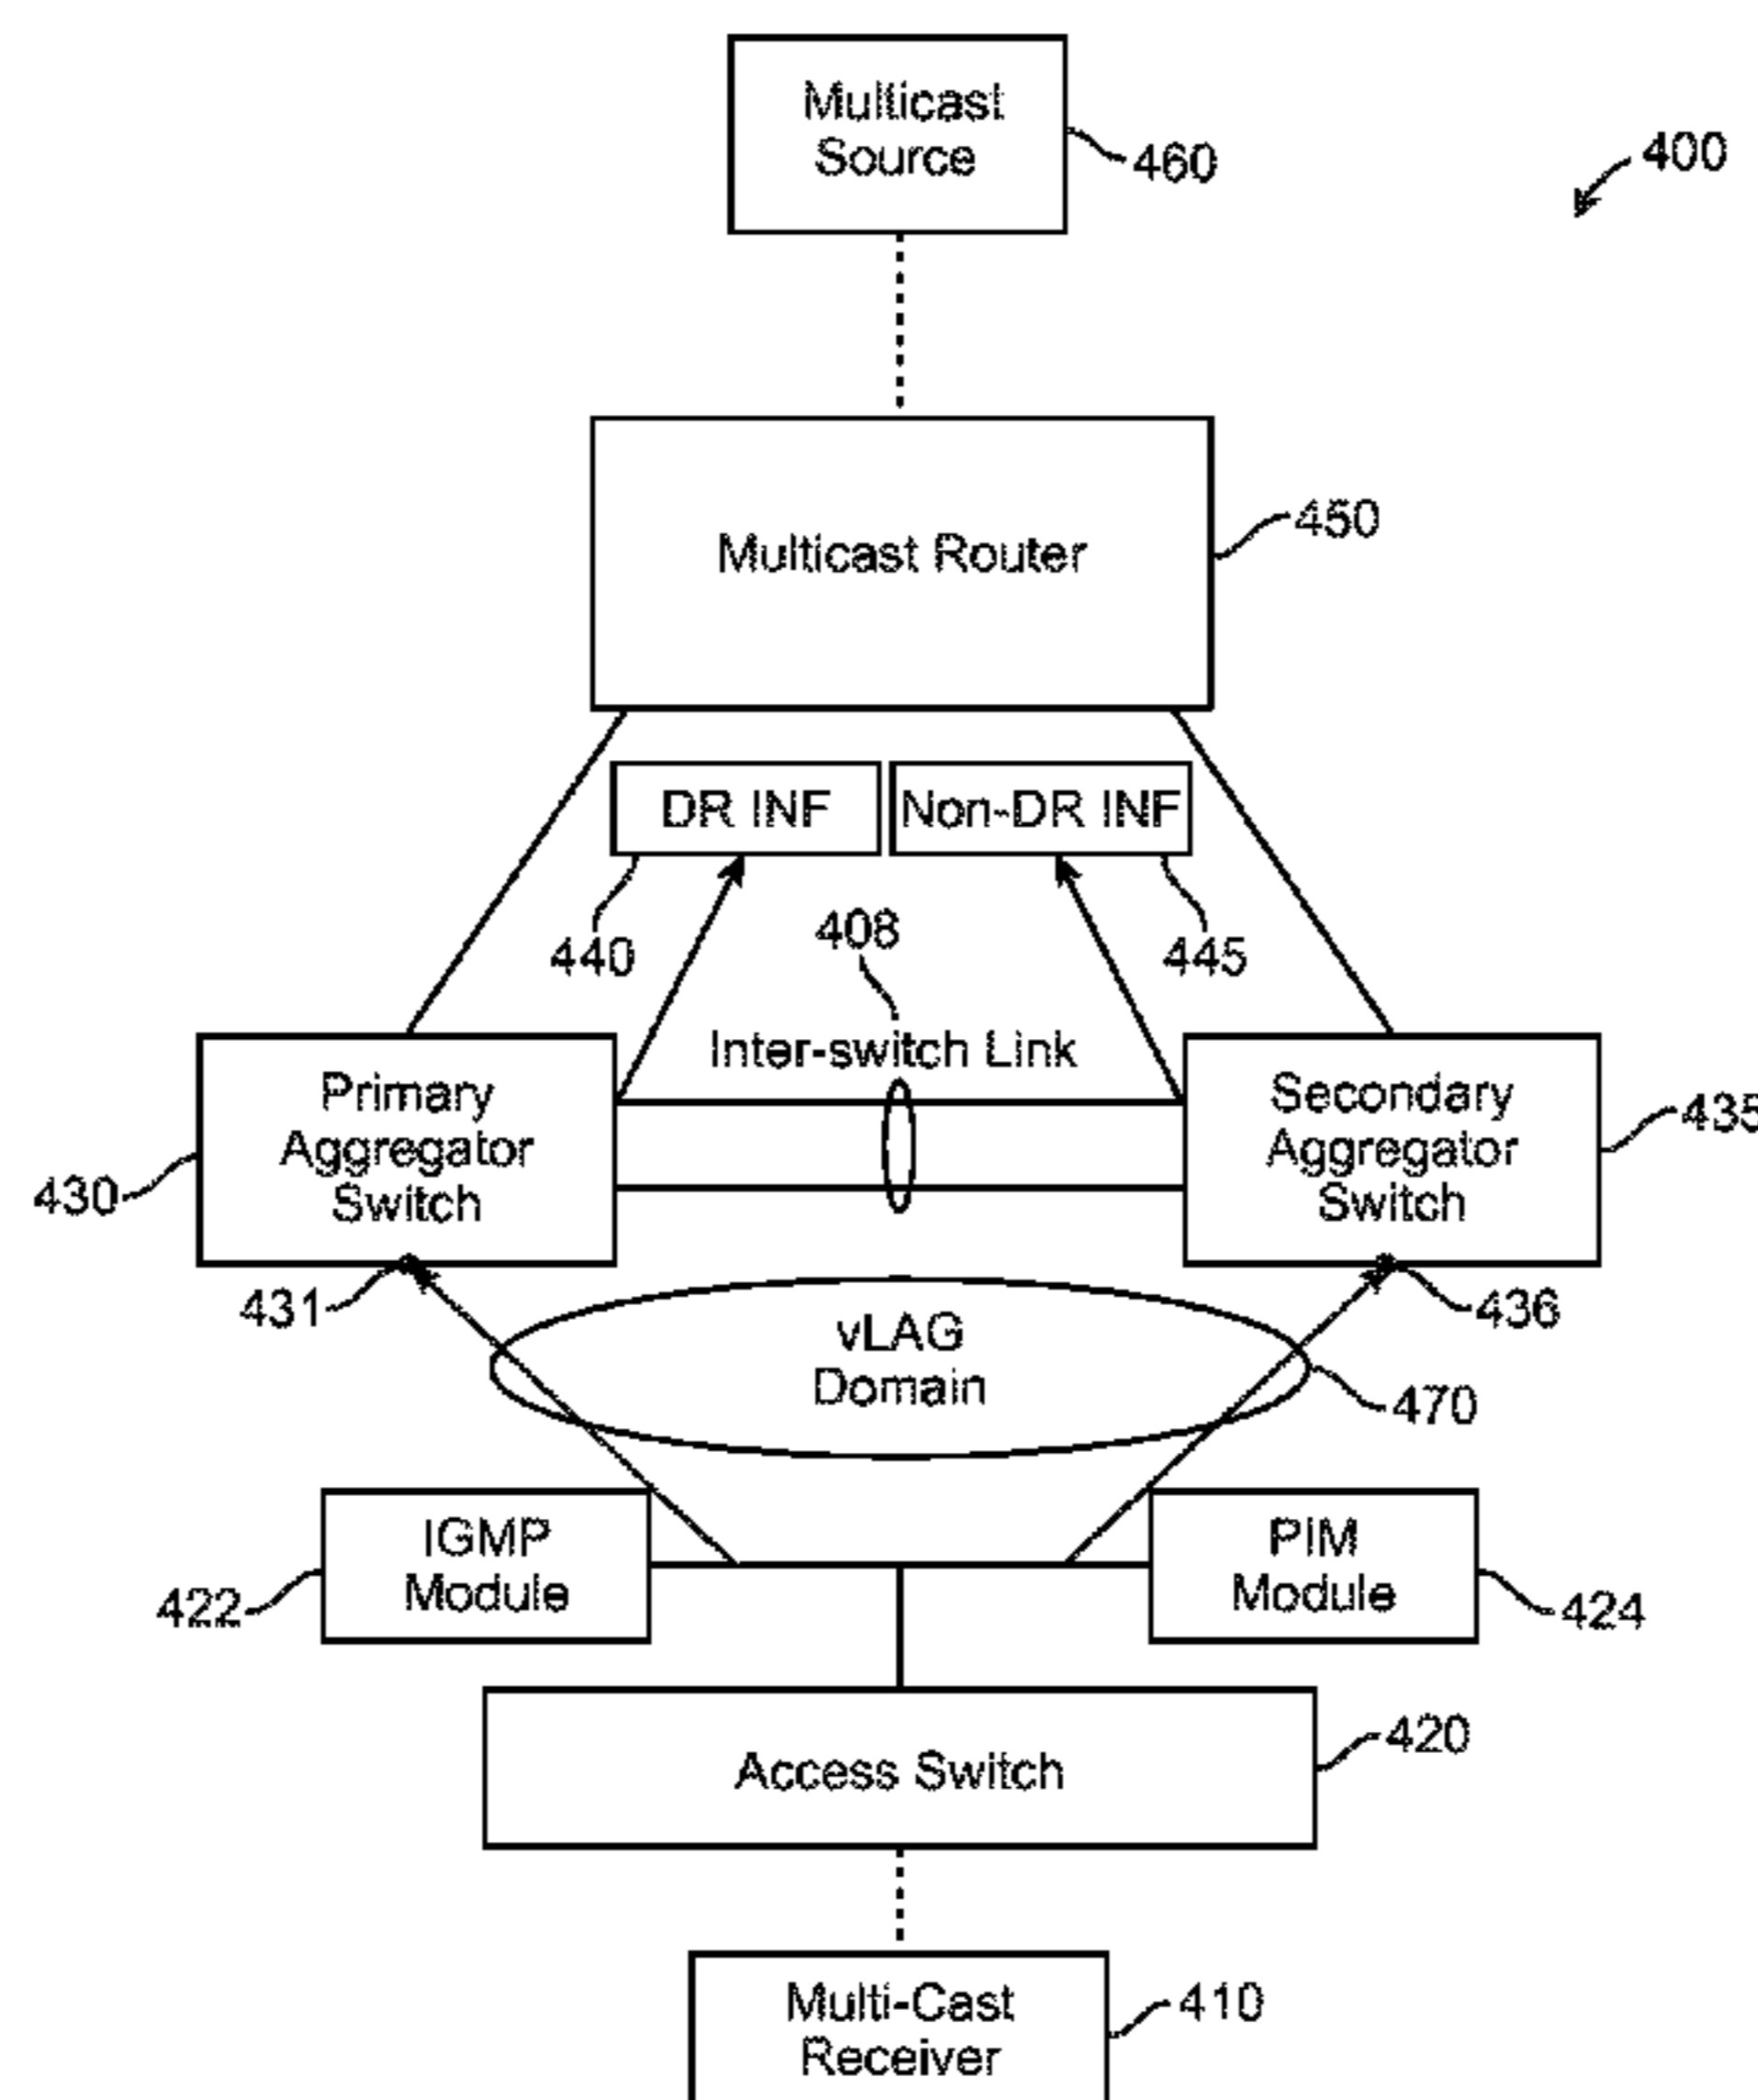 Multicast
Source
460
400
Multicast Router
450
DR INF
Non-DR INF
440
408
445
Inter-switch Link
Primary
Aggregator
Switch
430
Secondary
Aggregator
Switch
435
431
436
vLAG
Domain
470
IGMP
Module
422
PIM
Module
424
Access Switch
420
Multi-Cast
Receiver
410